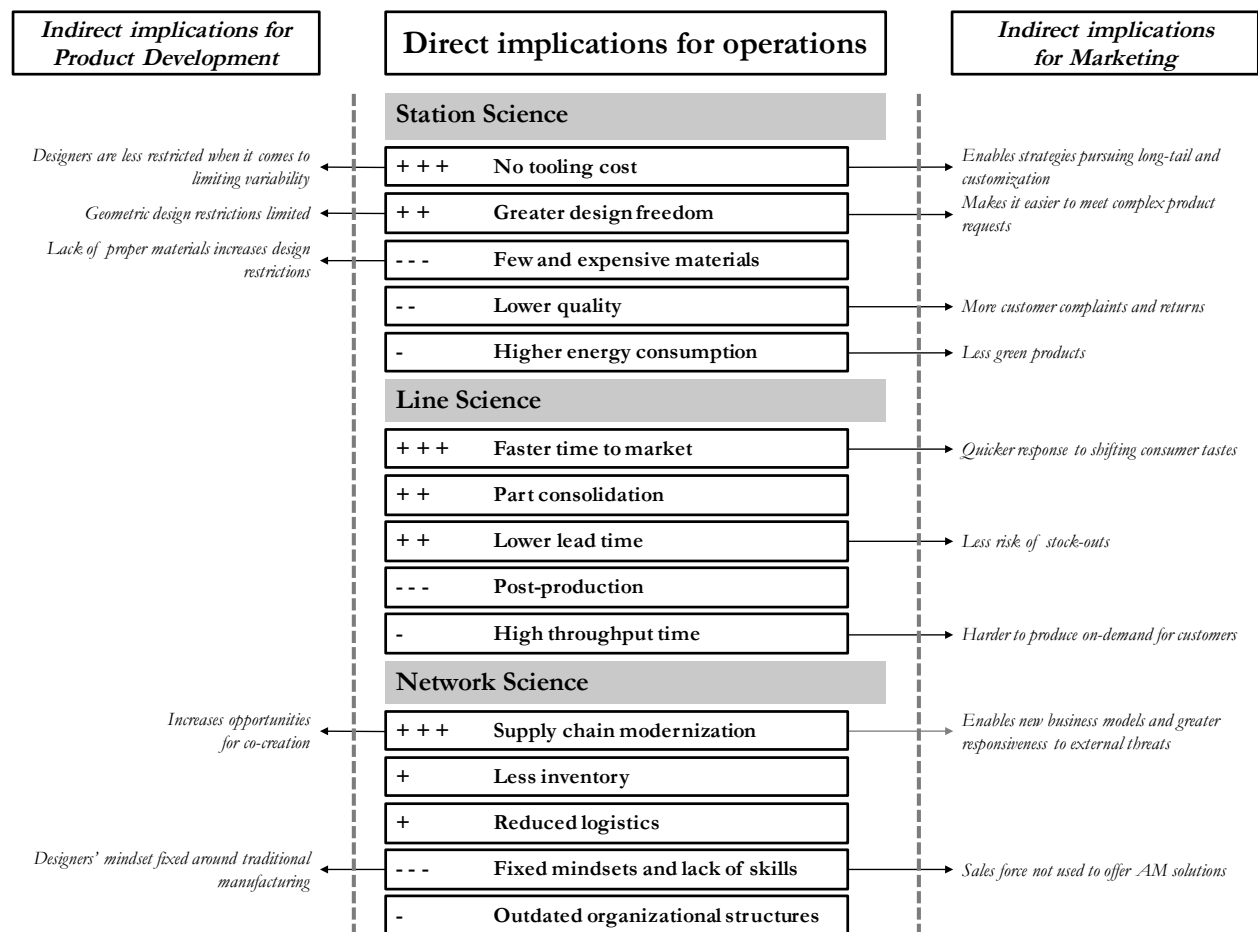 Indirect implications for
Product Development
Direct implications for operations
Indirect implications
for Marketing
Station Science
Designers are less restricted when it comes to
limiting variability
+ + + No tooling cost
Enables strategies pursuing long-tail and
customization
Geometric design restrictions limited
+ + Greater design freedom
Makes it easier to meet complex product
requests
Lack of proper materials increases design
restrictions
- - - Few and expensive materials
- - Lower quality
More customer complaints and returns
- Higher energy consumption
Less green products
Line Science
+ + + Faster time to market
Quicker response to shifting consumer tastes
+ + Part consolidation
+ + Lower lead time
Less risk of stock-outs
- - - Post-production
- High throughput time
Harder to produce on-demand for customers
Network Science
Increases opportunities
for co-creation
+ + + Supply chain modernization
Enables new business models and greater
responsiveness to external threats
+ Less inventory
+ Reduced logistics
Designers' mindset fixed around traditional
manufacturing
- - - Fixed mindsets and lack of skills
Sales force not used to offer AM solutions
- Outdated organizational structures